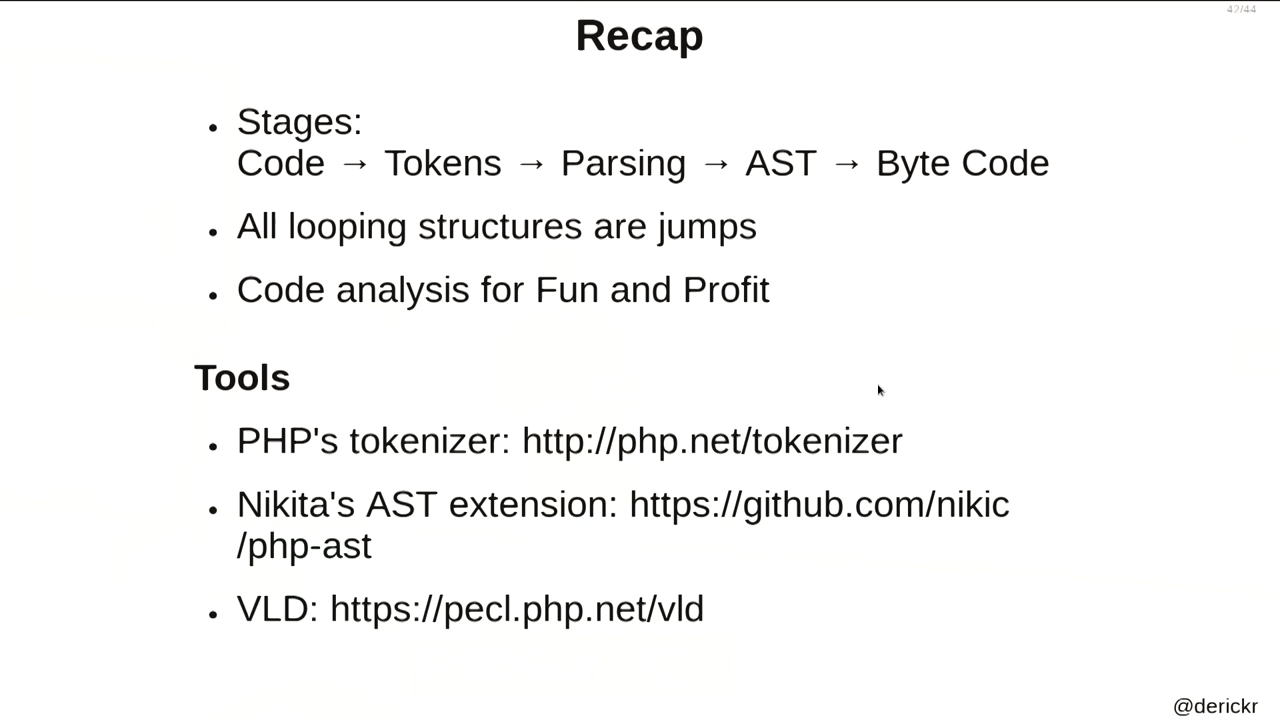 42/44
Recap
• Stages:
Code → Tokens → Parsing → AST → Byte Code
• All looping structures are jumps
• Code analysis for Fun and Profit
Tools
• PHP's tokenizer: http://php.net/tokenizer
• Nikita's AST extension: https://github.com/nikic
/php-ast
• VLD: https://pecl.php.net/vld
@derickr